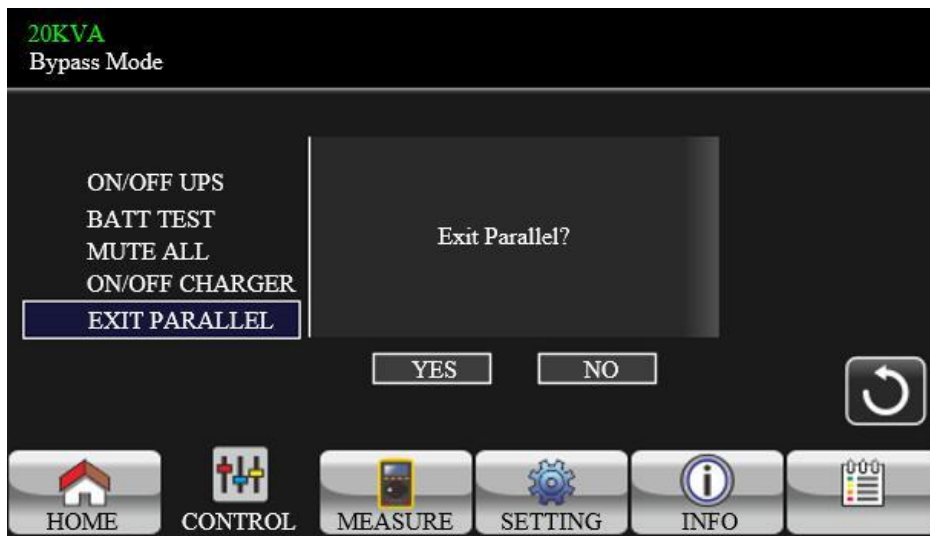 20KVA
Bypass Mode
ON/OFF UPS
BATT TEST
MUTE ALL
ON/OFF CHARGER
EXIT PARALLEL
Exit Parallel?
YES NO
HOME CONTROL MEASURE SETTING INFO